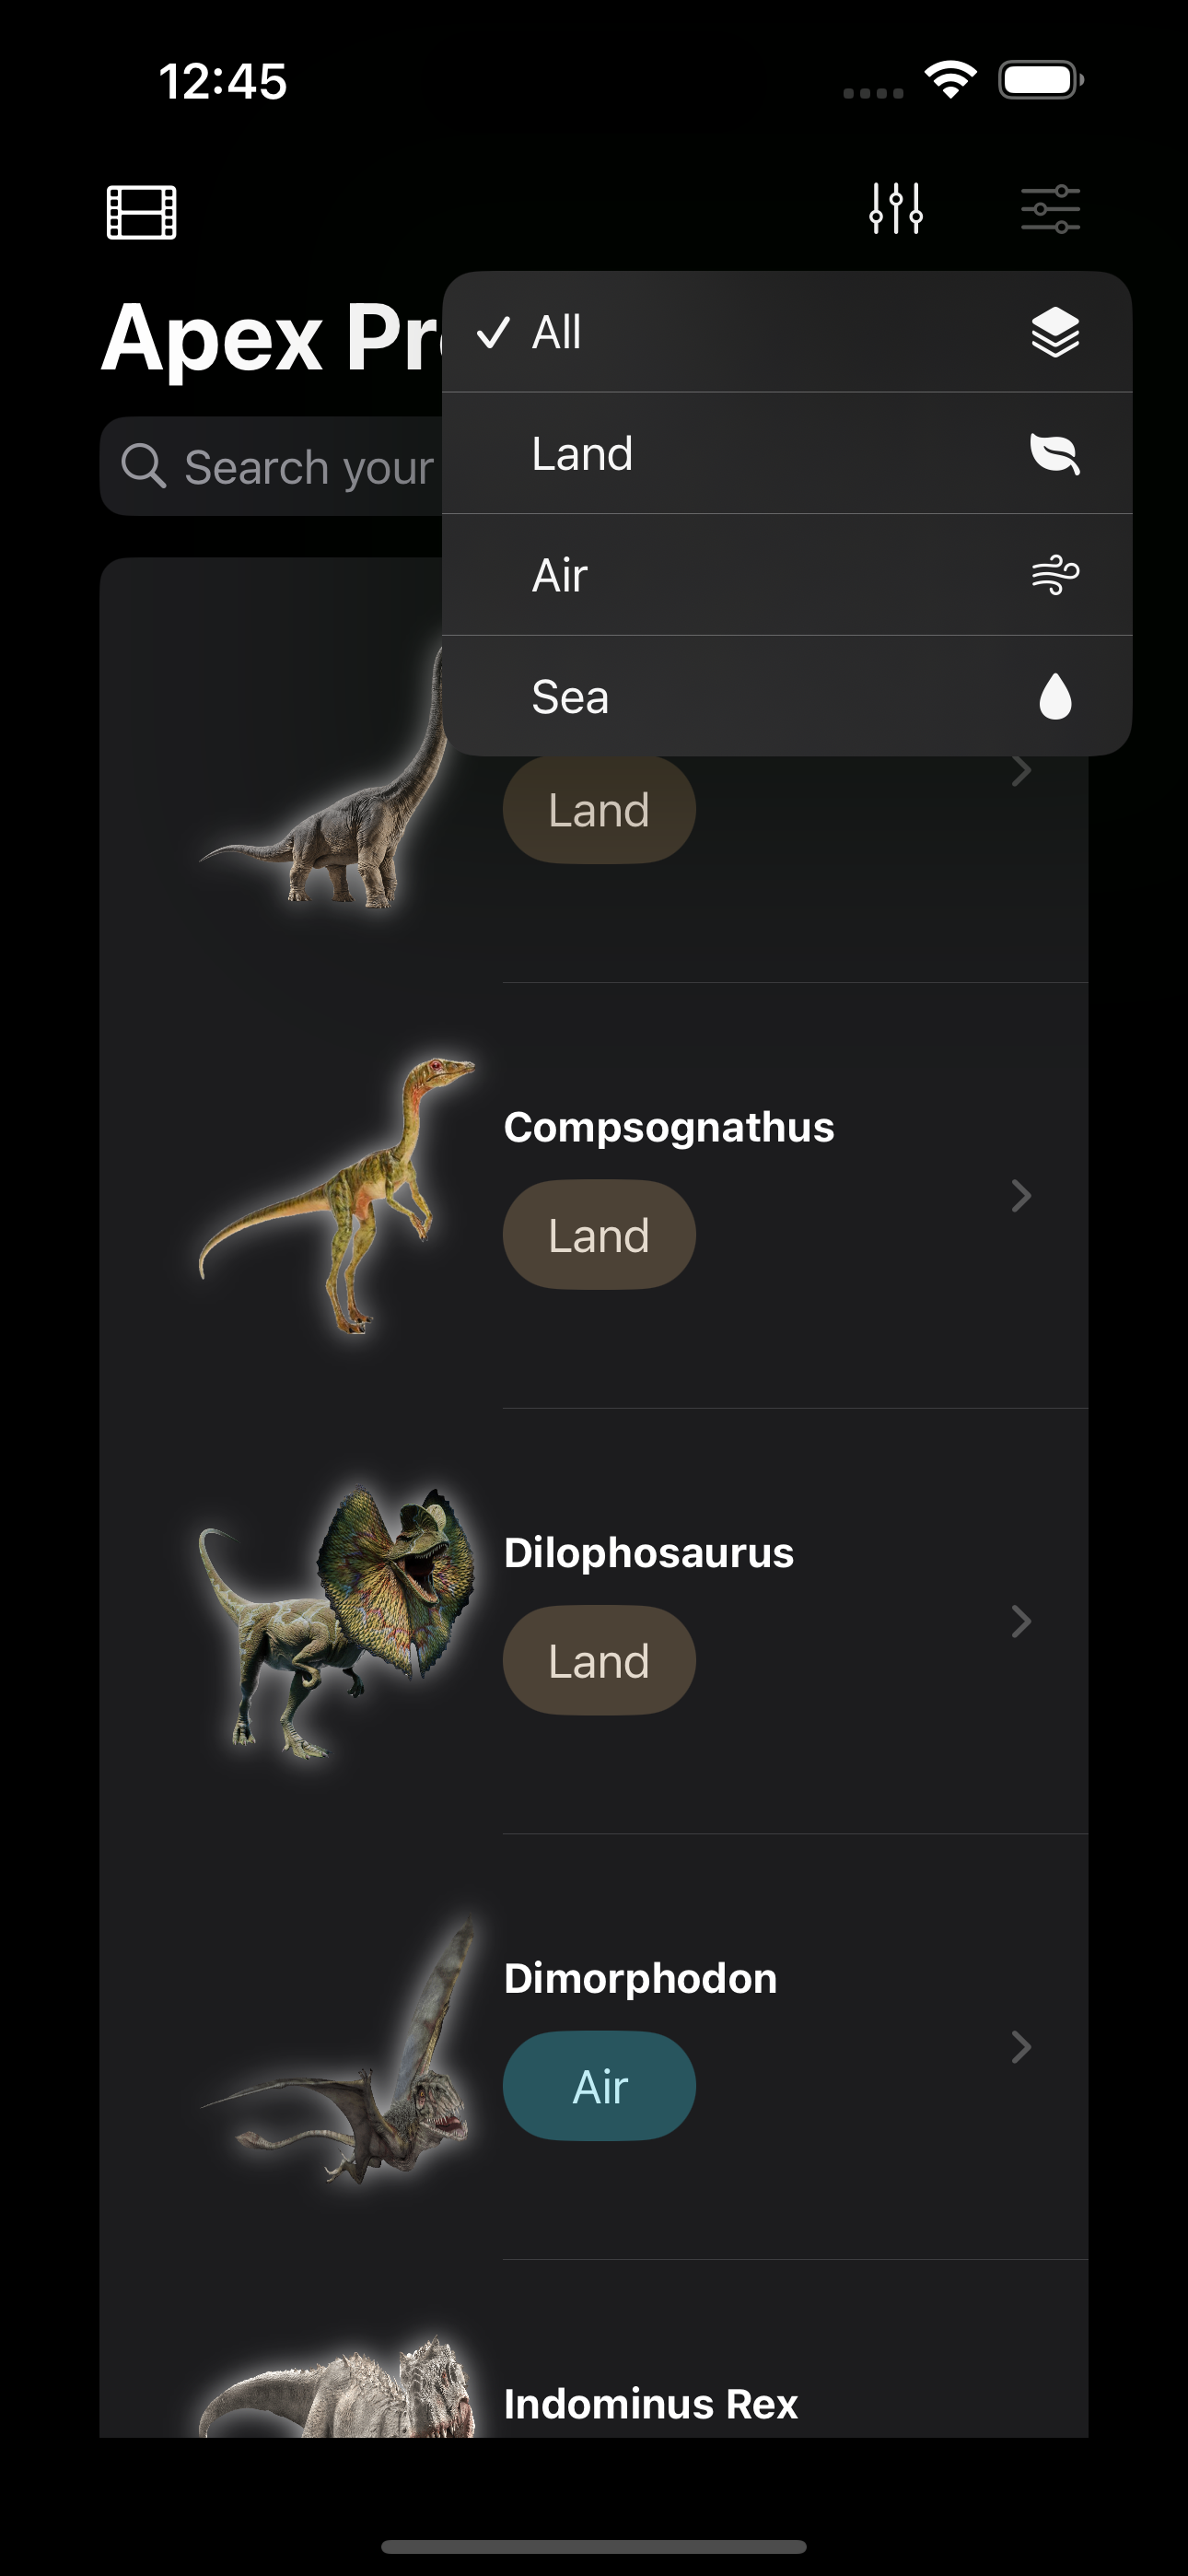 12:45
Apex Pr
All
Land
Air
Sea
Search your
Land
Compsognathus
Land
Dilophosaurus
Land
Dimorphodon
Air
Indominus Rex